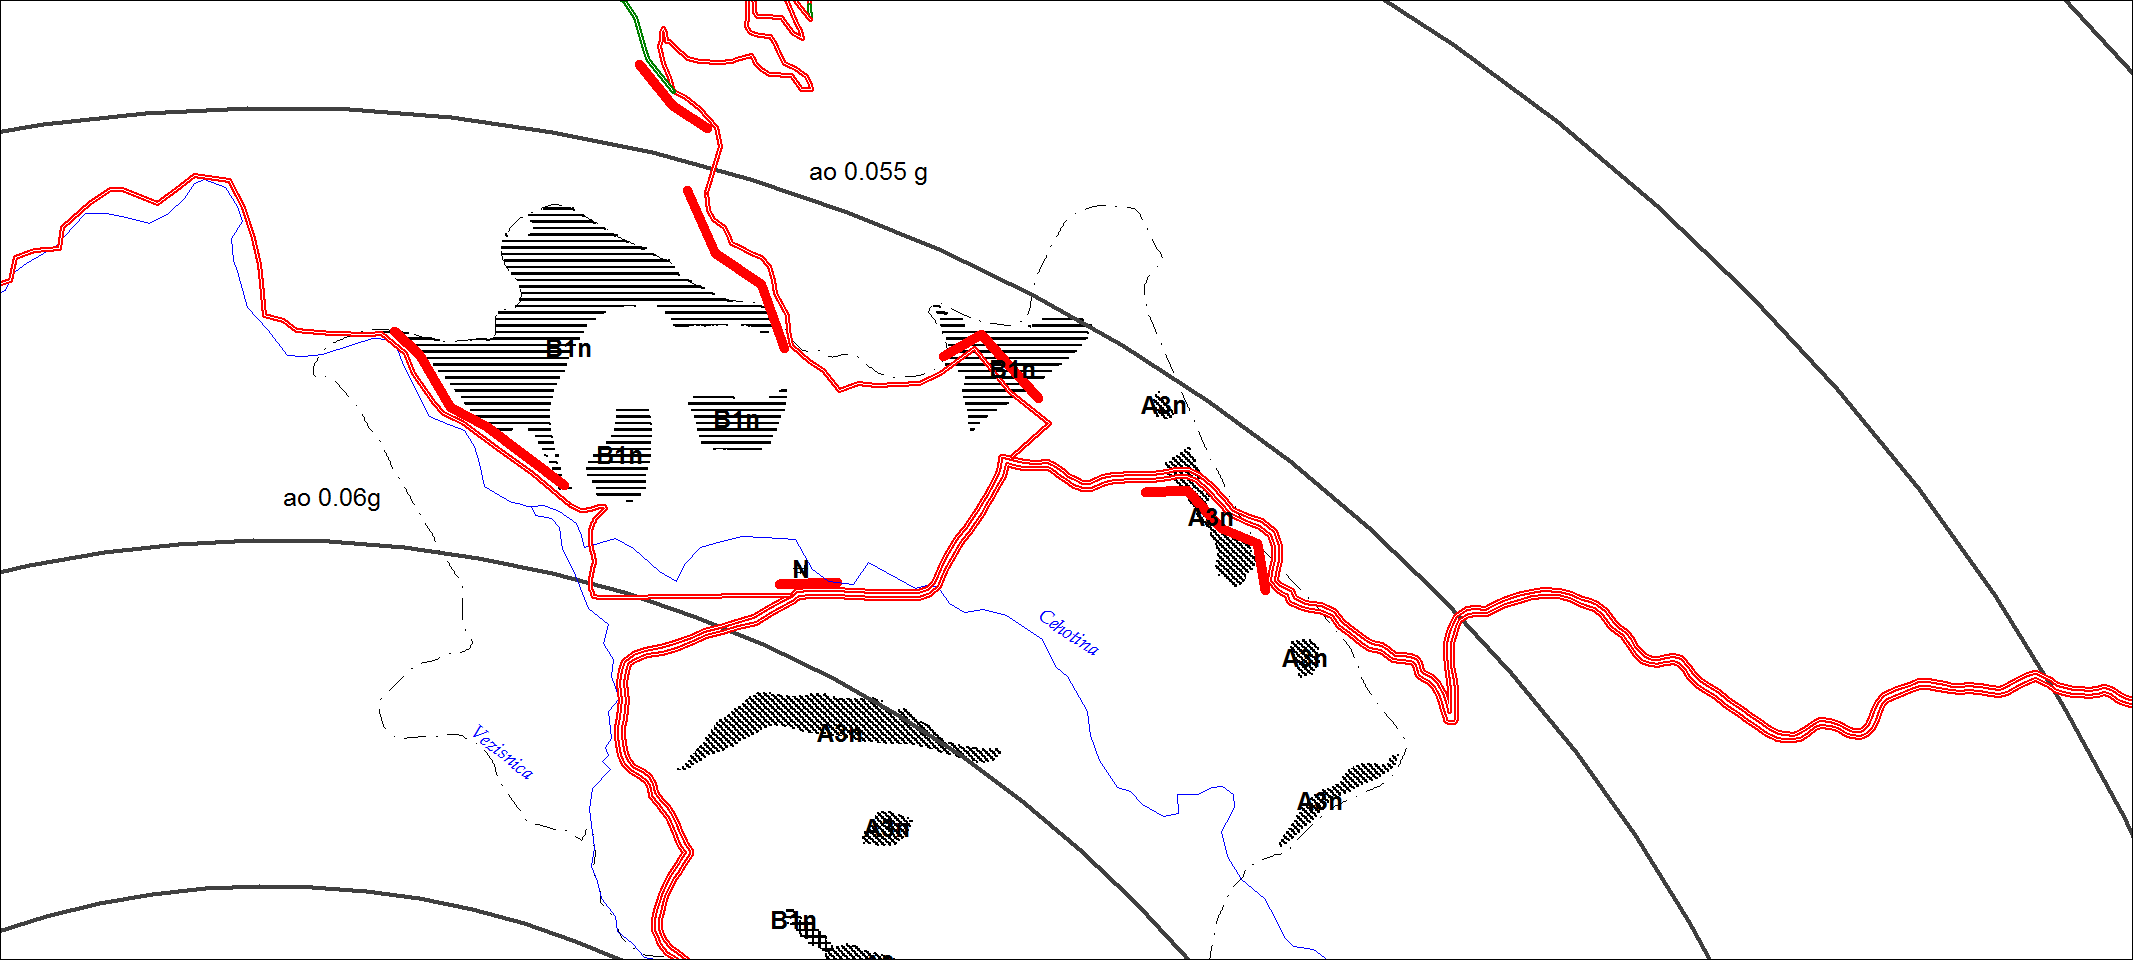 ao 0.055 g
B1n
B1n
A3n
B1n
B1n
ao 0.06g
A3n
N
Cehotina
A3n
Vezisnica
A3n
A3n
A3n
B1n